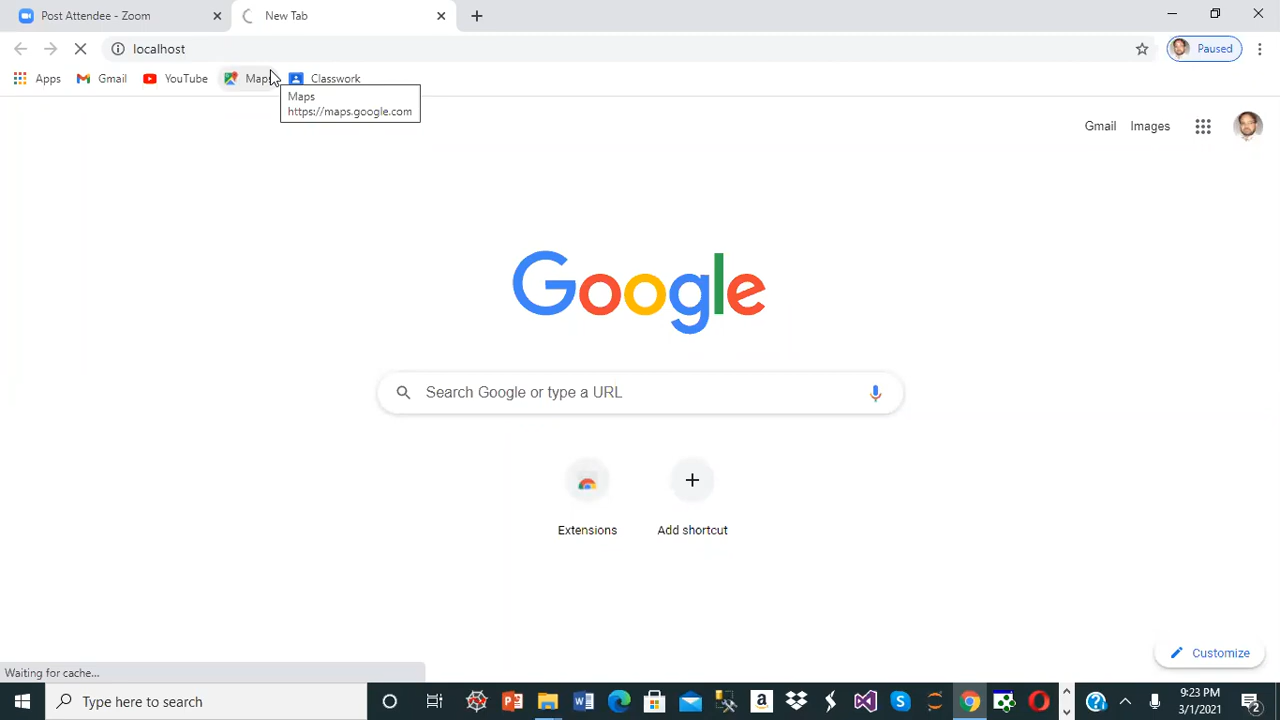 Post Attendee - Zoom
New Tab
localhost
Paused
Apps
Gmail
YouTube
Maps
Classwork
Maps
https://maps.google.com
Gmail
Images
Google
Search Google or type a URL
Extensions
Add shortcut
Customize
Waiting for cache...
Type here to search
9:23 PM
3/1/2021
2